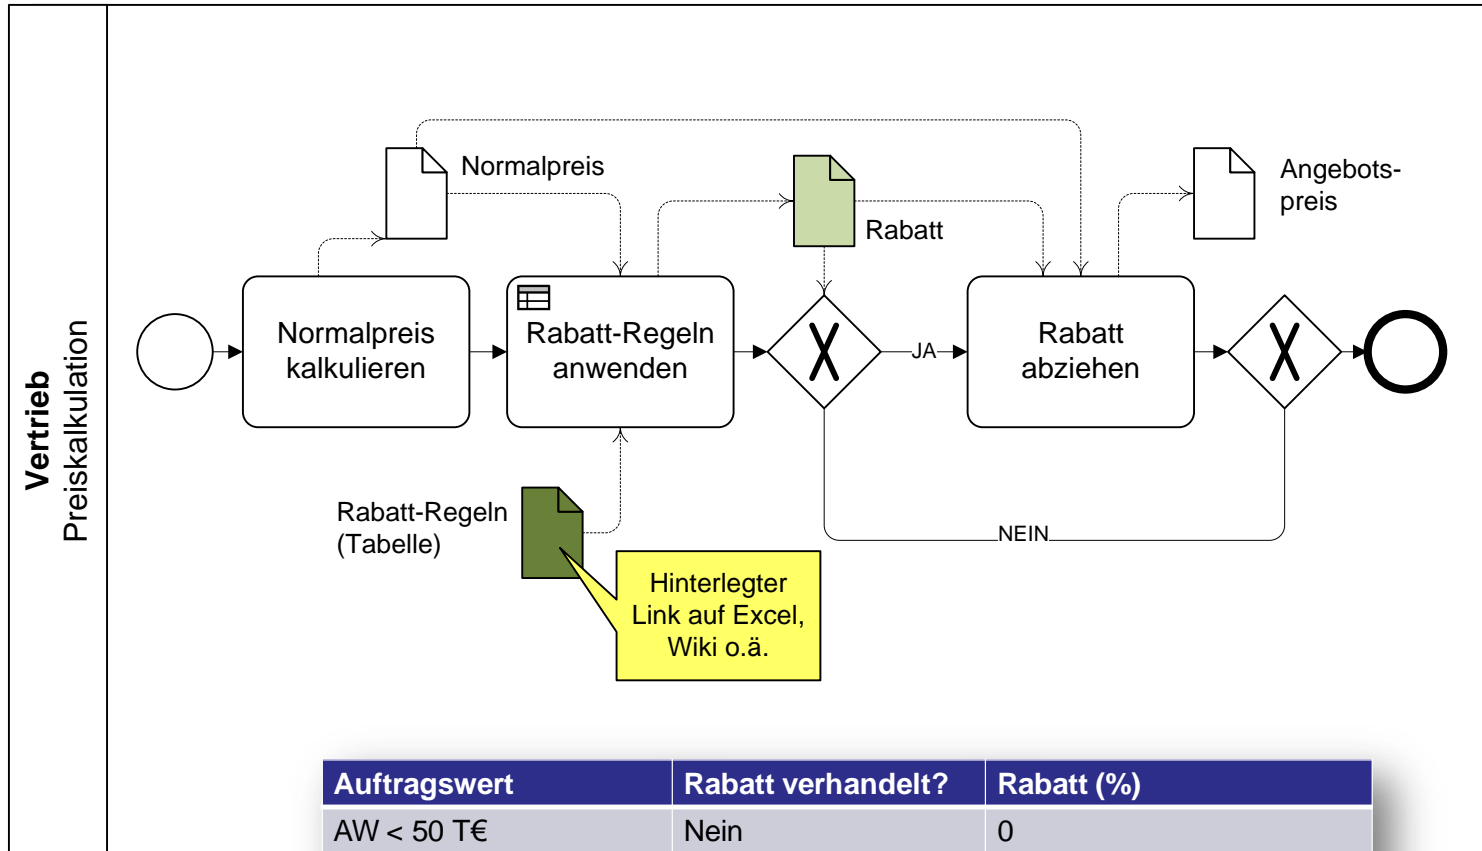 Vertrieb
Preiskalkulation
Normalpreis
Rabatt
Angebots-
preis
Normalpreis
kalkulieren
Rabatt-Regeln
anwenden
X
JA
Rabatt
abziehen
X
NEIN
Rabatt-Regeln
(Tabelle)
Hinterlegter
Link auf Excel,
Wiki o.ä.
Auftragswert Rabatt verhandelt? Rabatt (%)
AW < 50 T€ Nein 0